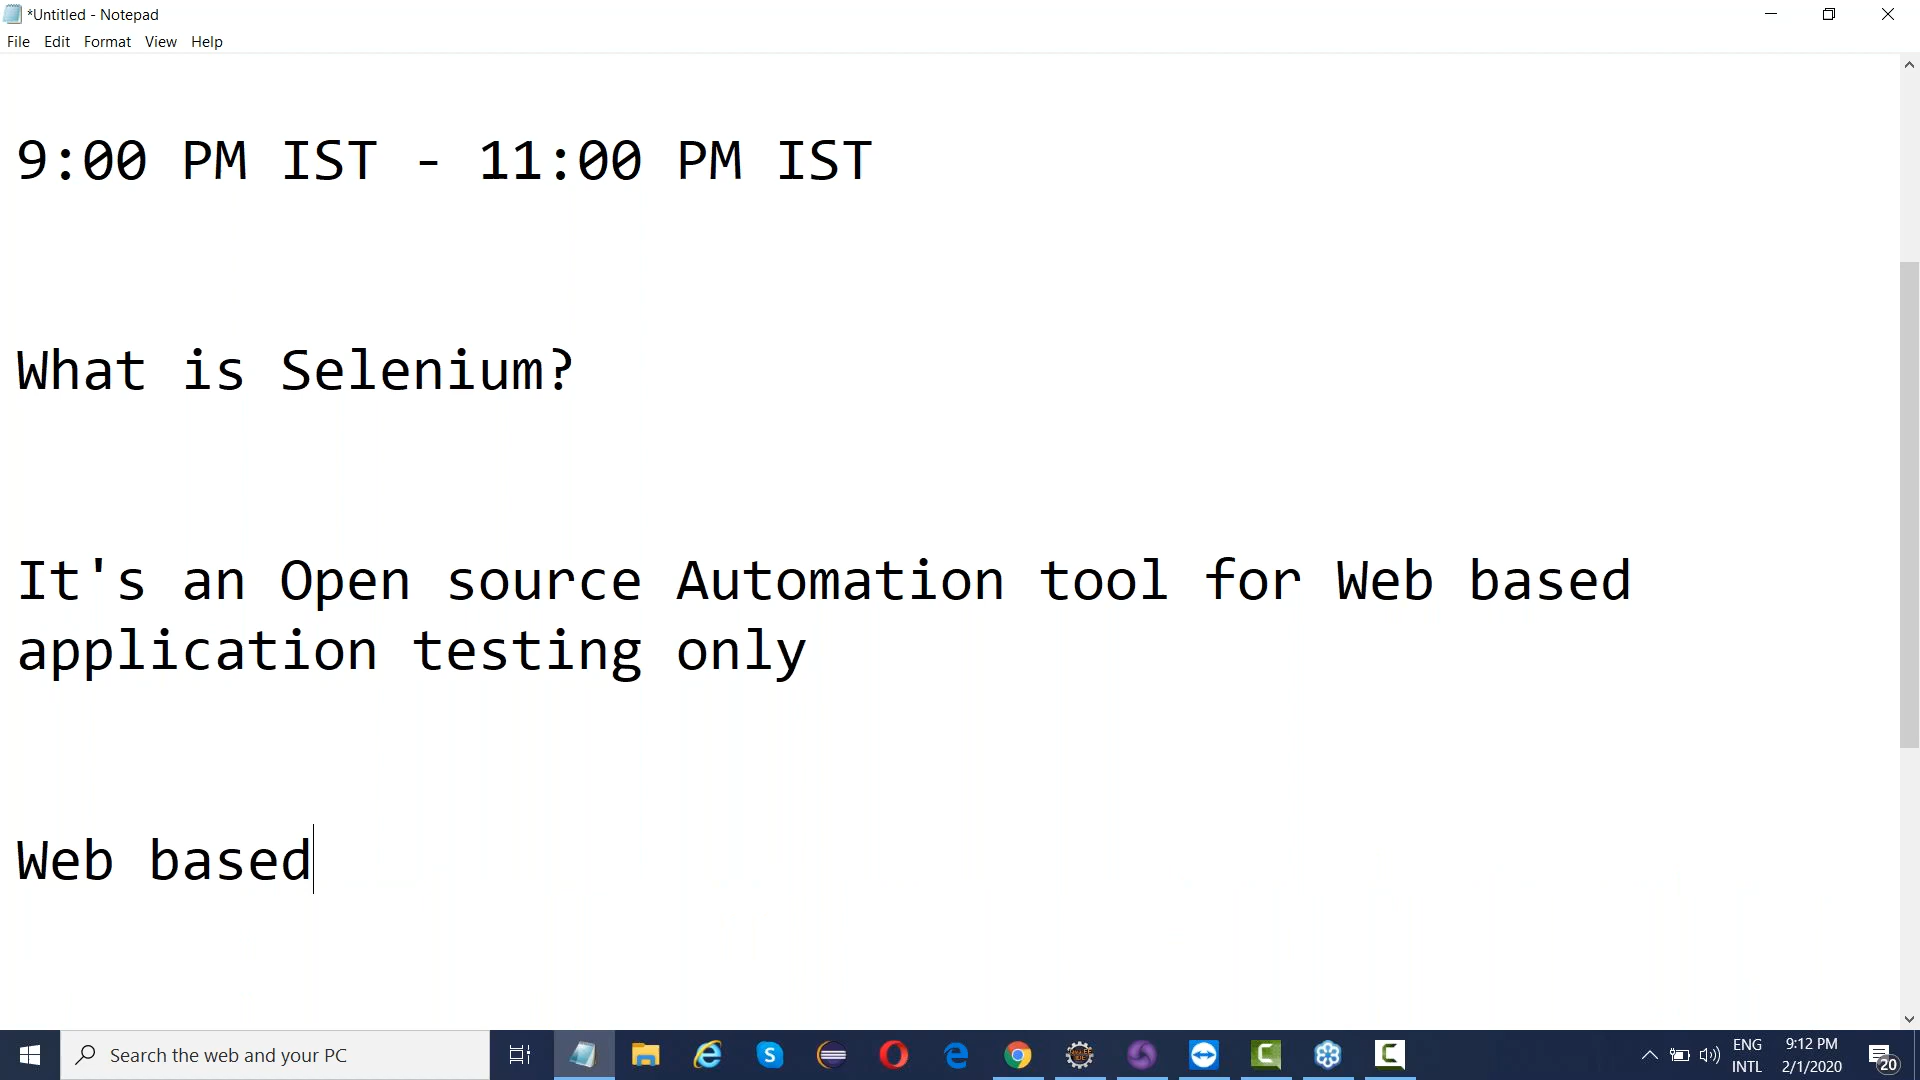 *Untitled - Notepad
File Edit Format View Help
9:00 PM IST - 11:00 PM IST
What is Selenium?
It's an Open source Automation tool for Web based
application testing only
Web based
Search the web and your PC
ENG
INTL
9:12 PM
2/1/2020
20